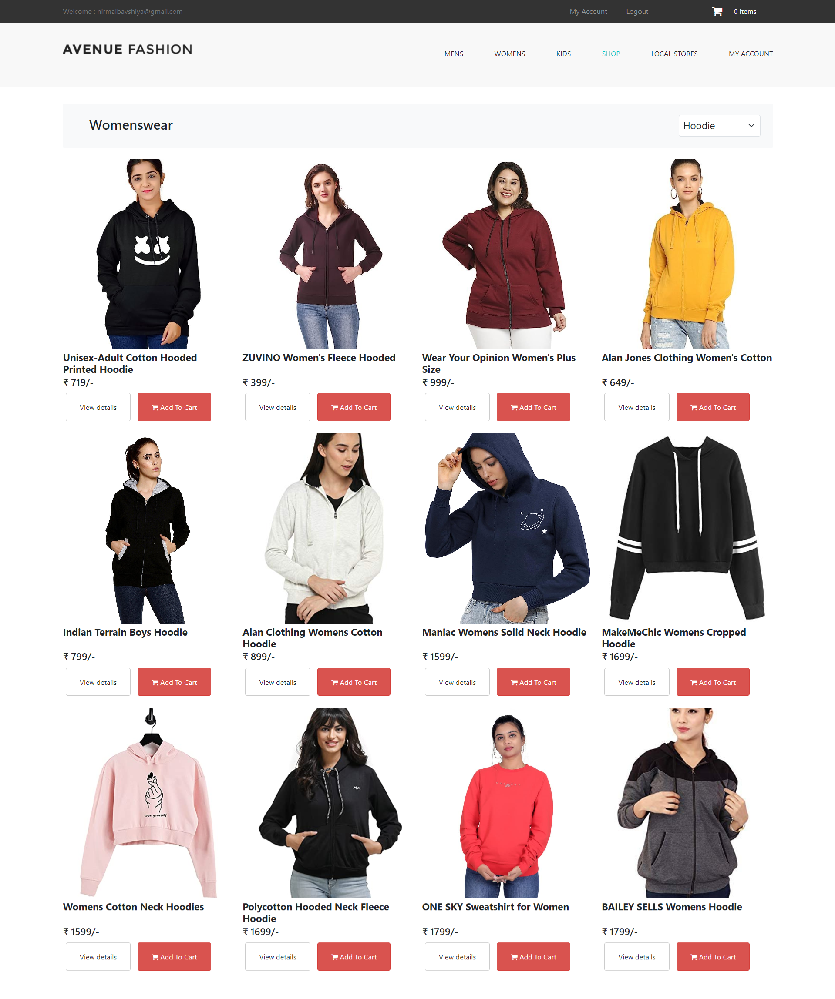 Welcome : nirmalbavshiya@gmail.com
My Account
Logout
0 items
AVENUE FASHION
MENS
WOMENS
KIDS
SHOP
LOCAL STORES
MY ACCOUNT
Womenswear
Hoodie
Unisex-Adult Cotton Hooded
Printed Hoodie
₹ 719/-
View details
Add To Cart
ZUVINO Women's Fleece Hooded
₹ 399/-
View details
Add To Cart
Wear Your Opinion Women's Plus
Size
₹ 999/-
View details
Add To Cart
Alan Jones Clothing Women's Cotton
₹ 649/-
View details
Add To Cart
Indian Terrain Boys Hoodie
₹ 799/-
View details
Add To Cart
Alan Clothing Womens Cotton
Hoodie
₹ 899/-
View details
Add To Cart
Maniac Womens Solid Neck Hoodie
₹ 1599/-
View details
Add To Cart
MakeMeChic Womens Cropped
Hoodie
₹ 1699/-
View details
Add To Cart
love yourself
Womens Cotton Neck Hoodies
₹ 1599/-
View details
Add To Cart
Polycotton Hooded Neck Fleece
Hoodie
₹ 1699/-
View details
Add To Cart
ONE SKY Sweatshirt for Women
₹ 1799/-
View details
Add To Cart
BAILEY SELLS Womens Hoodie
₹ 1799/-
View details
Add To Cart